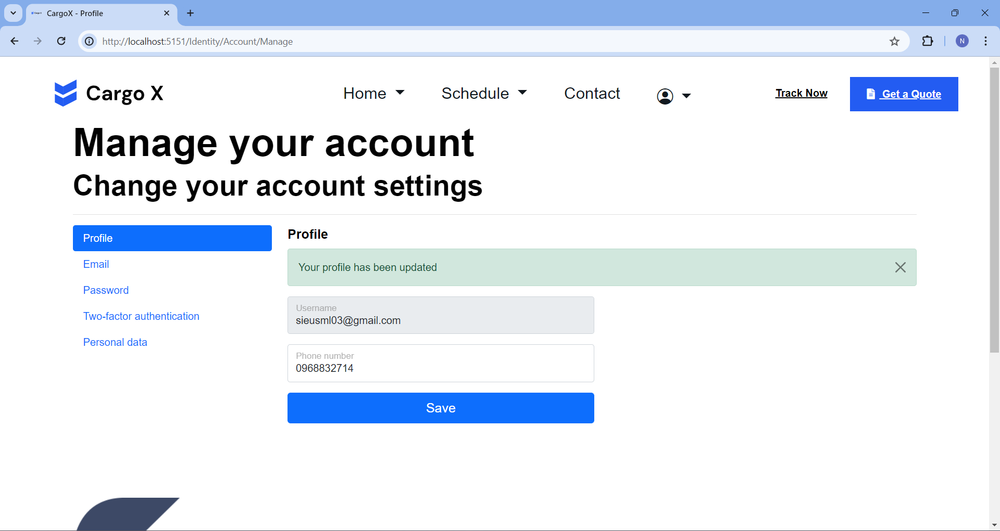 CargoX - Profile
http://localhost:5151/Identity/Account/Manage
N
Cargo X
Home
Schedule
Contact
Track Now
Get a Quote
Manage your account
Change your account settings
Profile
Email
Password
Two-factor authentication
Personal data
Profile
Your profile has been updated
Username
sieusml03@gmail.com
Phone number
0968832714
Save